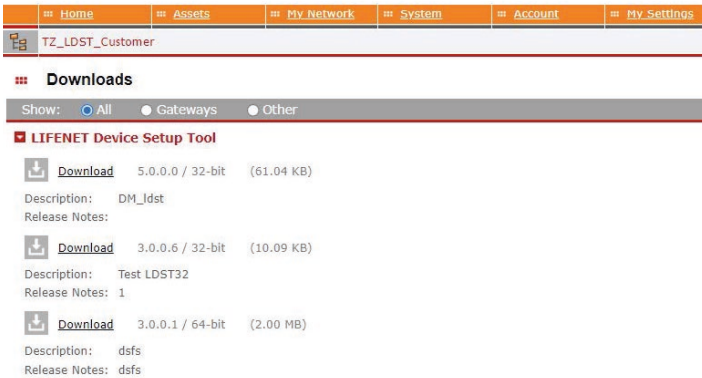 Home Assets My Network System Account My Settings
TZ_LDST_Customer
Downloads
Show: All Gateways Other
LIFENET Device Setup Tool
Download 5.0.0.0 / 32-bit (61.04 KB)
Description: DM_ldst
Release Notes:
Download 3.0.0.6 / 32-bit (10.09 KB)
Description: Test LDST32
Release Notes: 1
Download 3.0.0.1 / 64-bit (2.00 MB)
Description: dsfs
Release Notes: dsfs